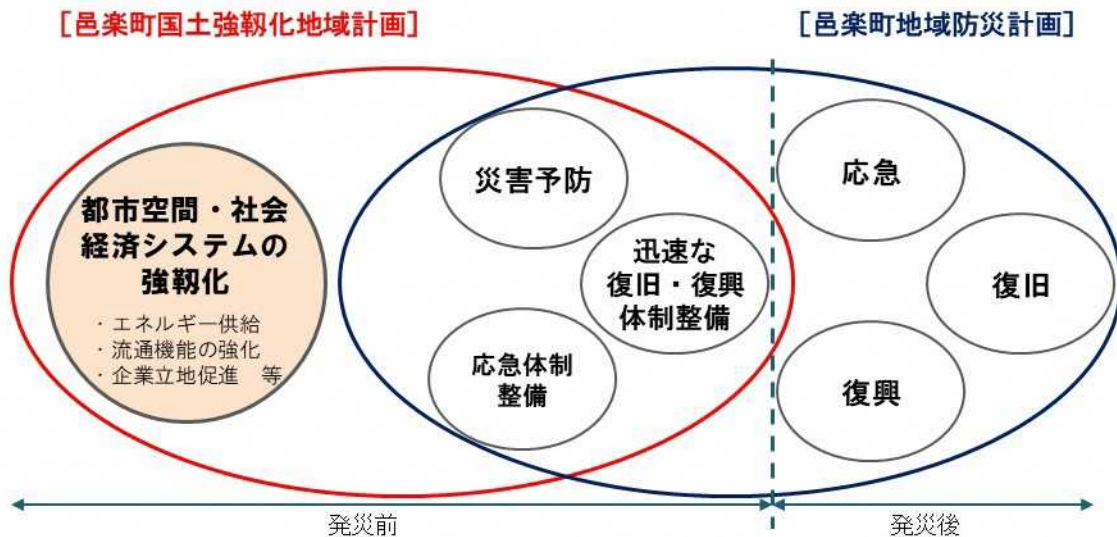 ［邑楽町国土強靱化地域計画］
［邑楽町地域防災計画］
都市空間・社会
経済システムの
強靱化
・エネルギー供給
・流通機能の強化
・企業立地促進　等
災害予防
迅速な
復旧・復興
体制整備
応急体制
整備
応急
復旧
復興
発災前
発災後